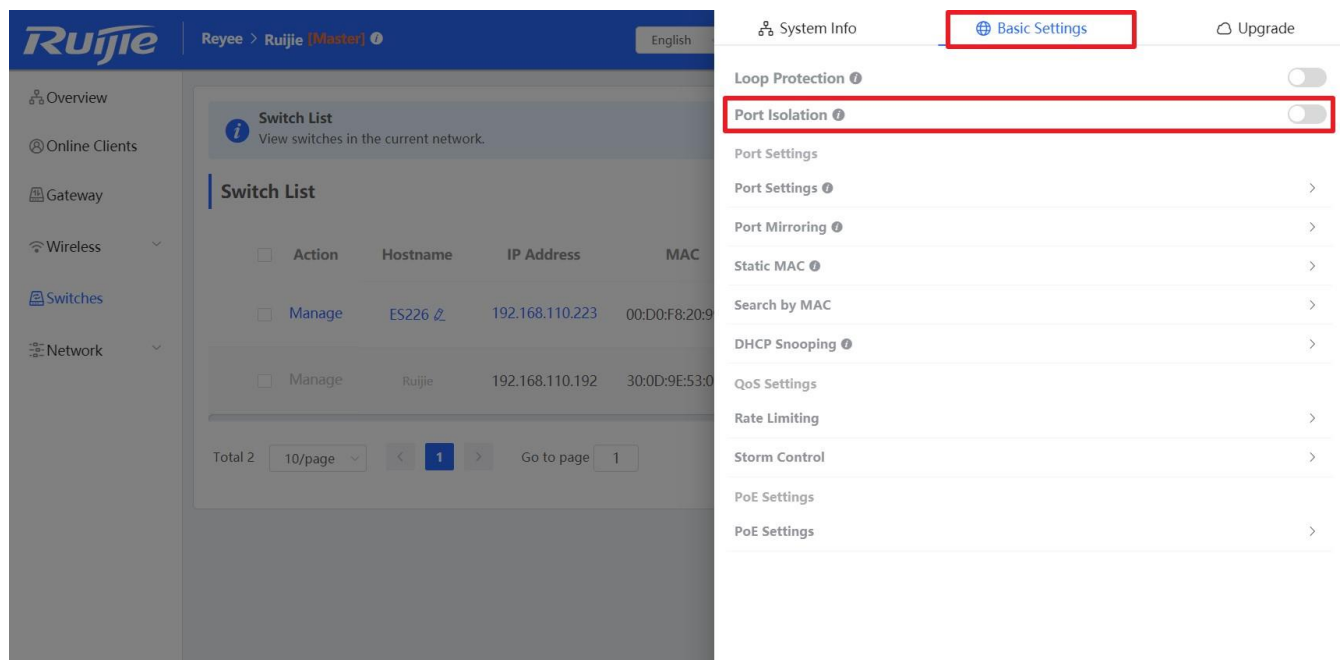 Ruijie
Reyee > Ruijie [Master]
English
Overview
Online Clients
Gateway
Wireless
Switches
Network
Switch List
View switches in the current network.
Switch List
Action Hostname IP Address MAC
Manage ES226 192.168.110.223 00:D0:F8:20:9
Manage Ruijie 192.168.110.192 30:0D:9E:53:0
Total 2 10/page < 1 > Go to page 1
System Info Basic Settings Upgrade
Loop Protection
Port Isolation
Port Settings
Port Settings
Port Mirroring
Static MAC
Search by MAC
DHCP Snooping
QoS Settings
Rate Limiting
Storm Control
PoE Settings
PoE Settings